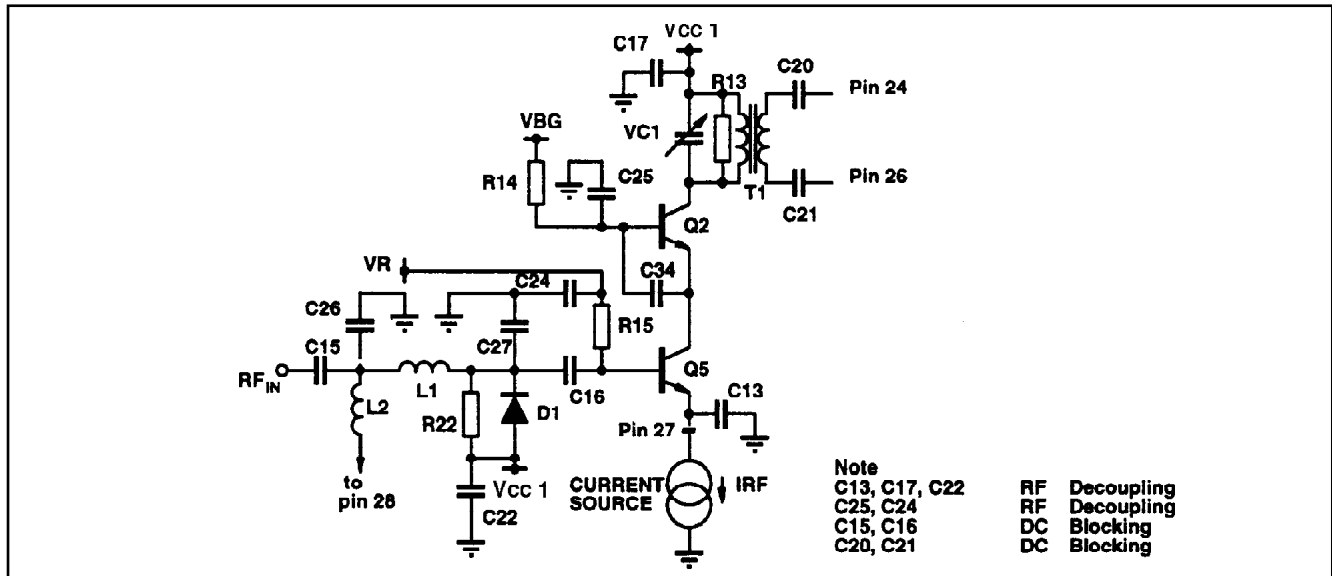 VCC 1
C17
R13
C20
Pin 24
VBG
VC1
R14
C25
Pin 26
T1
C21
Q2
VR
C24
C34
C26
R15
C15
C27
Q5
RFIN
L1
C16
C13
L2
R22
D1
Pin 27
to
pin 28
VCC 1
CURRENT
SOURCE
IRF
C22
Note
C13, C17, C22 RF Decoupling
C25, C24 RF Decoupling
C15, C16 DC Blocking
C20, C21 DC Blocking